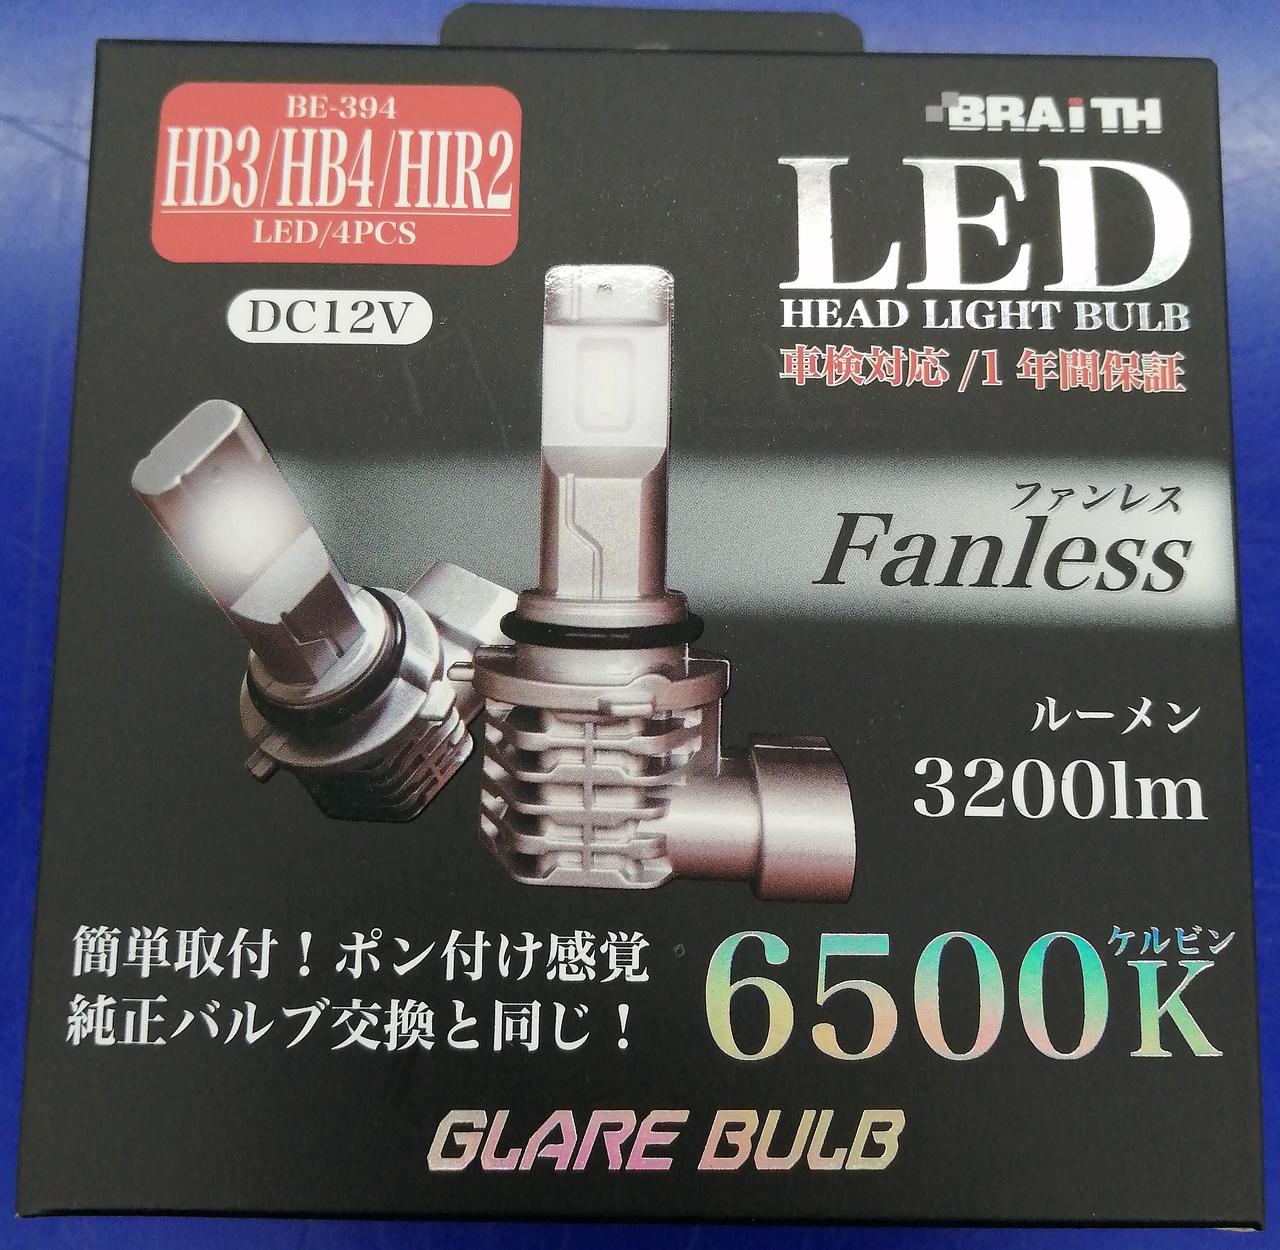 BE-394
HB3/HB4/HIR2
LED/4PCS
DC12V
BRAiTH
LED
HEAD LIGHT BULB
車検対応/1年間保証
ファンレス
Fanless
ルーメン
3200lm
簡単取付!ポン付け感覚
純正バルブ交換と同じ!
ケルビン
6500K
GLARE BULB